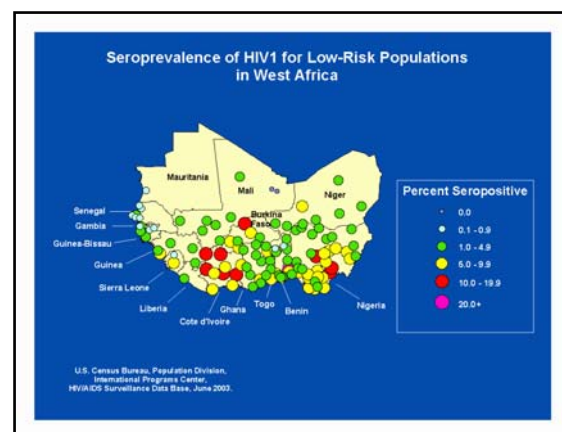 Seroprevalence of HIV1 for Low-Risk Populations
in West Africa
Mauritania
Mali
Niger
Burkina
Faso
Senegal
Gambia
Guinea-Bissau
Guinea
Sierra Leone
Liberia
Cote d'Ivoire
Ghana
Togo
Benin
Nigeria
Percent Seropositive
0.0
0.1 - 0.9
1.0 - 4.9
5.0 - 9.9
10.0 - 19.9
20.0+
U.S. Census Bureau, Population Division,
International Programs Center,
HIV/AIDS Surveillance Data Base, June 2003.